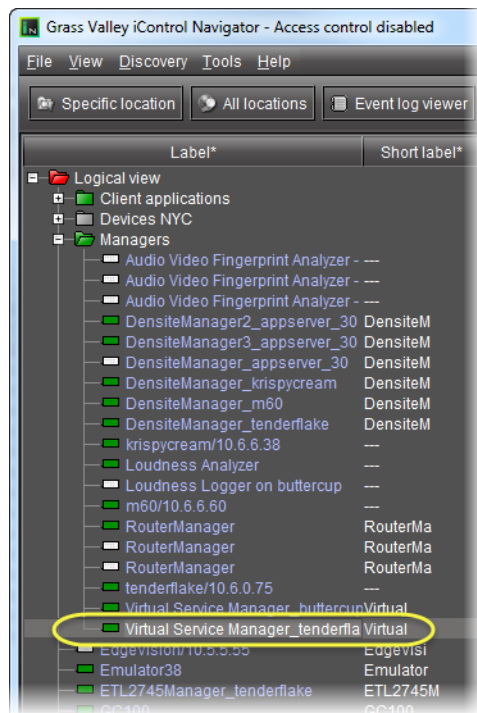 Grass Valley iControl Navigator - Access control disabled
File View Discovery Tools Help
Specific location All locations Event log viewer
Label* Short label*
Logical view
Client applications
Devices NYC
Managers
Audio Video Fingerprint Analyzer - ---
Audio Video Fingerprint Analyzer - ---
Audio Video Fingerprint Analyzer - ---
DensiteManager2_appserver_30 DensiteM
DensiteManager3_appserver_30 DensiteM
DensiteManager_appserver_30 DensiteM
DensiteManager_krispycream DensiteM
DensiteManager_m60 DensiteM
DensiteManager_tenderflake DensiteM
krispycream/10.6.6.38 ---
Loudness Analyzer ---
Loudness Logger on buttercup ---
m60/10.6.6.60 ---
RouterManager RouterMa
RouterManager RouterMa
RouterManager RouterMa
tenderflake/10.6.0.75 ---
Virtual Service Manager_buttercup Virtual
Virtual Service Manager_tenderfla Virtual
EdgeVision/10.5.5.55 EdgeVisi
Emulator38 Emulator
ETL2745Manager_tenderflake ETL2745M
GC100 GC100